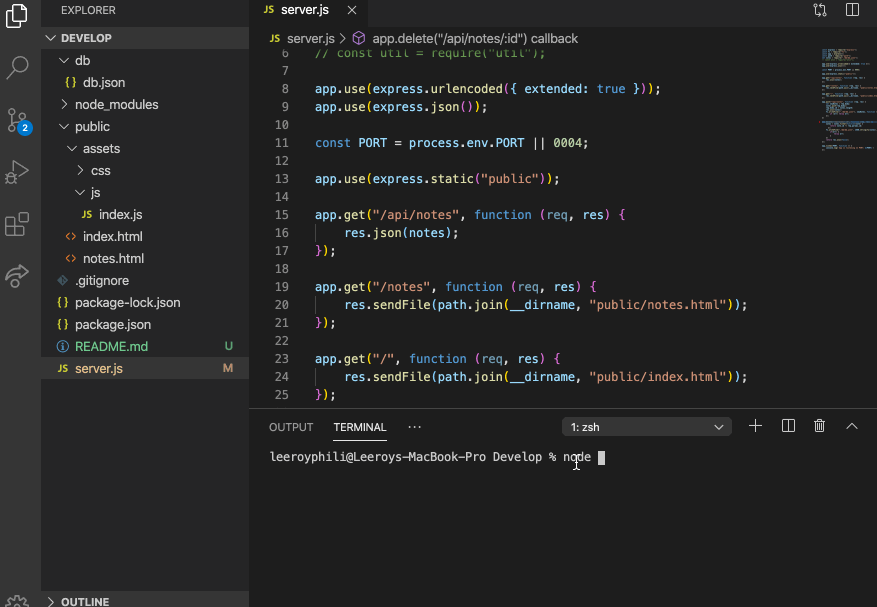 EXPLORER
DEVELOP
db
{} db.json
node_modules
public
assets
css
js
JS index.js
<> index.html
<> notes.html
.gitignore
{} package-lock.json
{} package.json
README.md U
JS server.js M
OUTLINE
2
JS server.js
JS server.js > app.delete("/api/notes/:id") callback
6 // const util = require("util");
7
8 app.use(express.urlencoded({ extended: true }));
9 app.use(express.json());
10
11 const PORT = process.env.PORT || 0004;
12
13 app.use(express.static("public"));
14
15 app.get("/api/notes", function (req, res) {
16 res.json(notes);
17 });
18
19 app.get("/notes", function (req, res) {
20 res.sendFile(path.join(__dirname, "public/notes.html"));
21 });
22
23 app.get("/", function (req, res) {
24 res.sendFile(path.join(__dirname, "public/index.html"));
25 });
OUTPUT TERMINAL ··· 1: zsh
leeroyphili@Leeroys-MacBook-Pro Develop % node